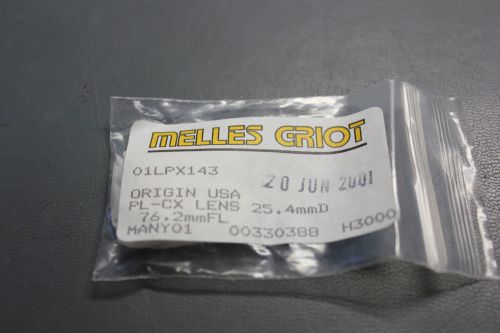 MELLES GRIOT
01LPX143
20 JUN 2001
ORIGIN USA
PL-CX LENS 25.4mmD
76.2mmFL
MANY01 00330388 H3000